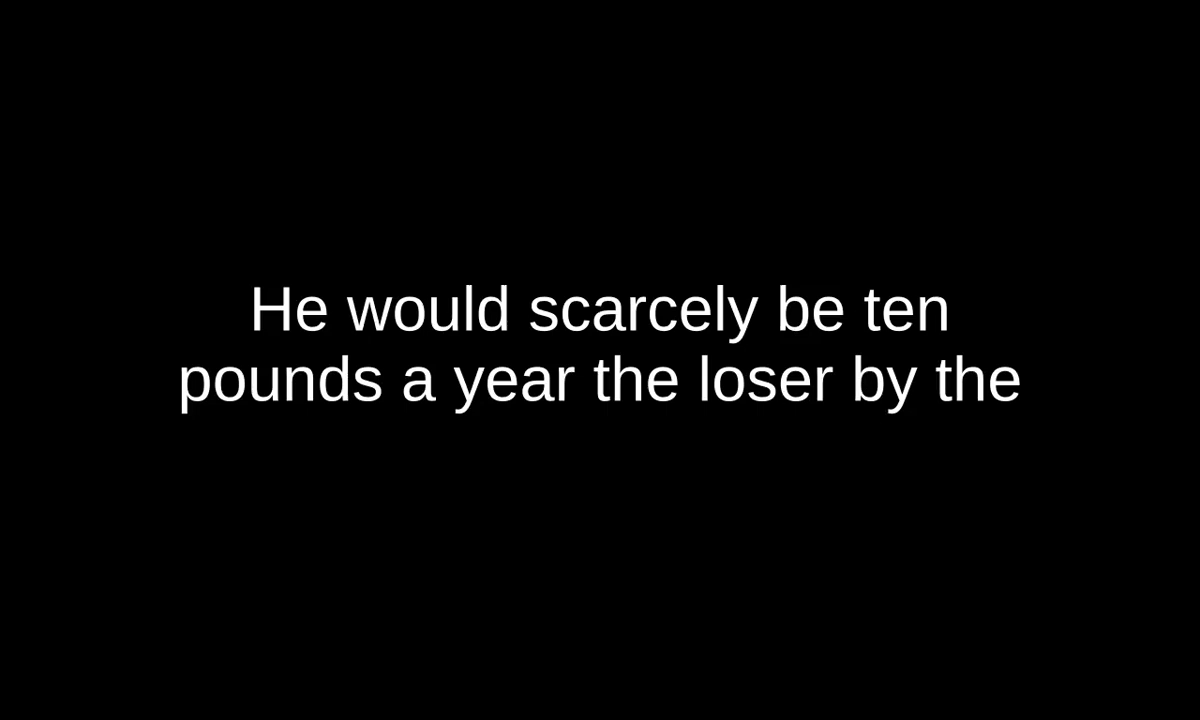 He would scarcely be ten
pounds a year the loser by the